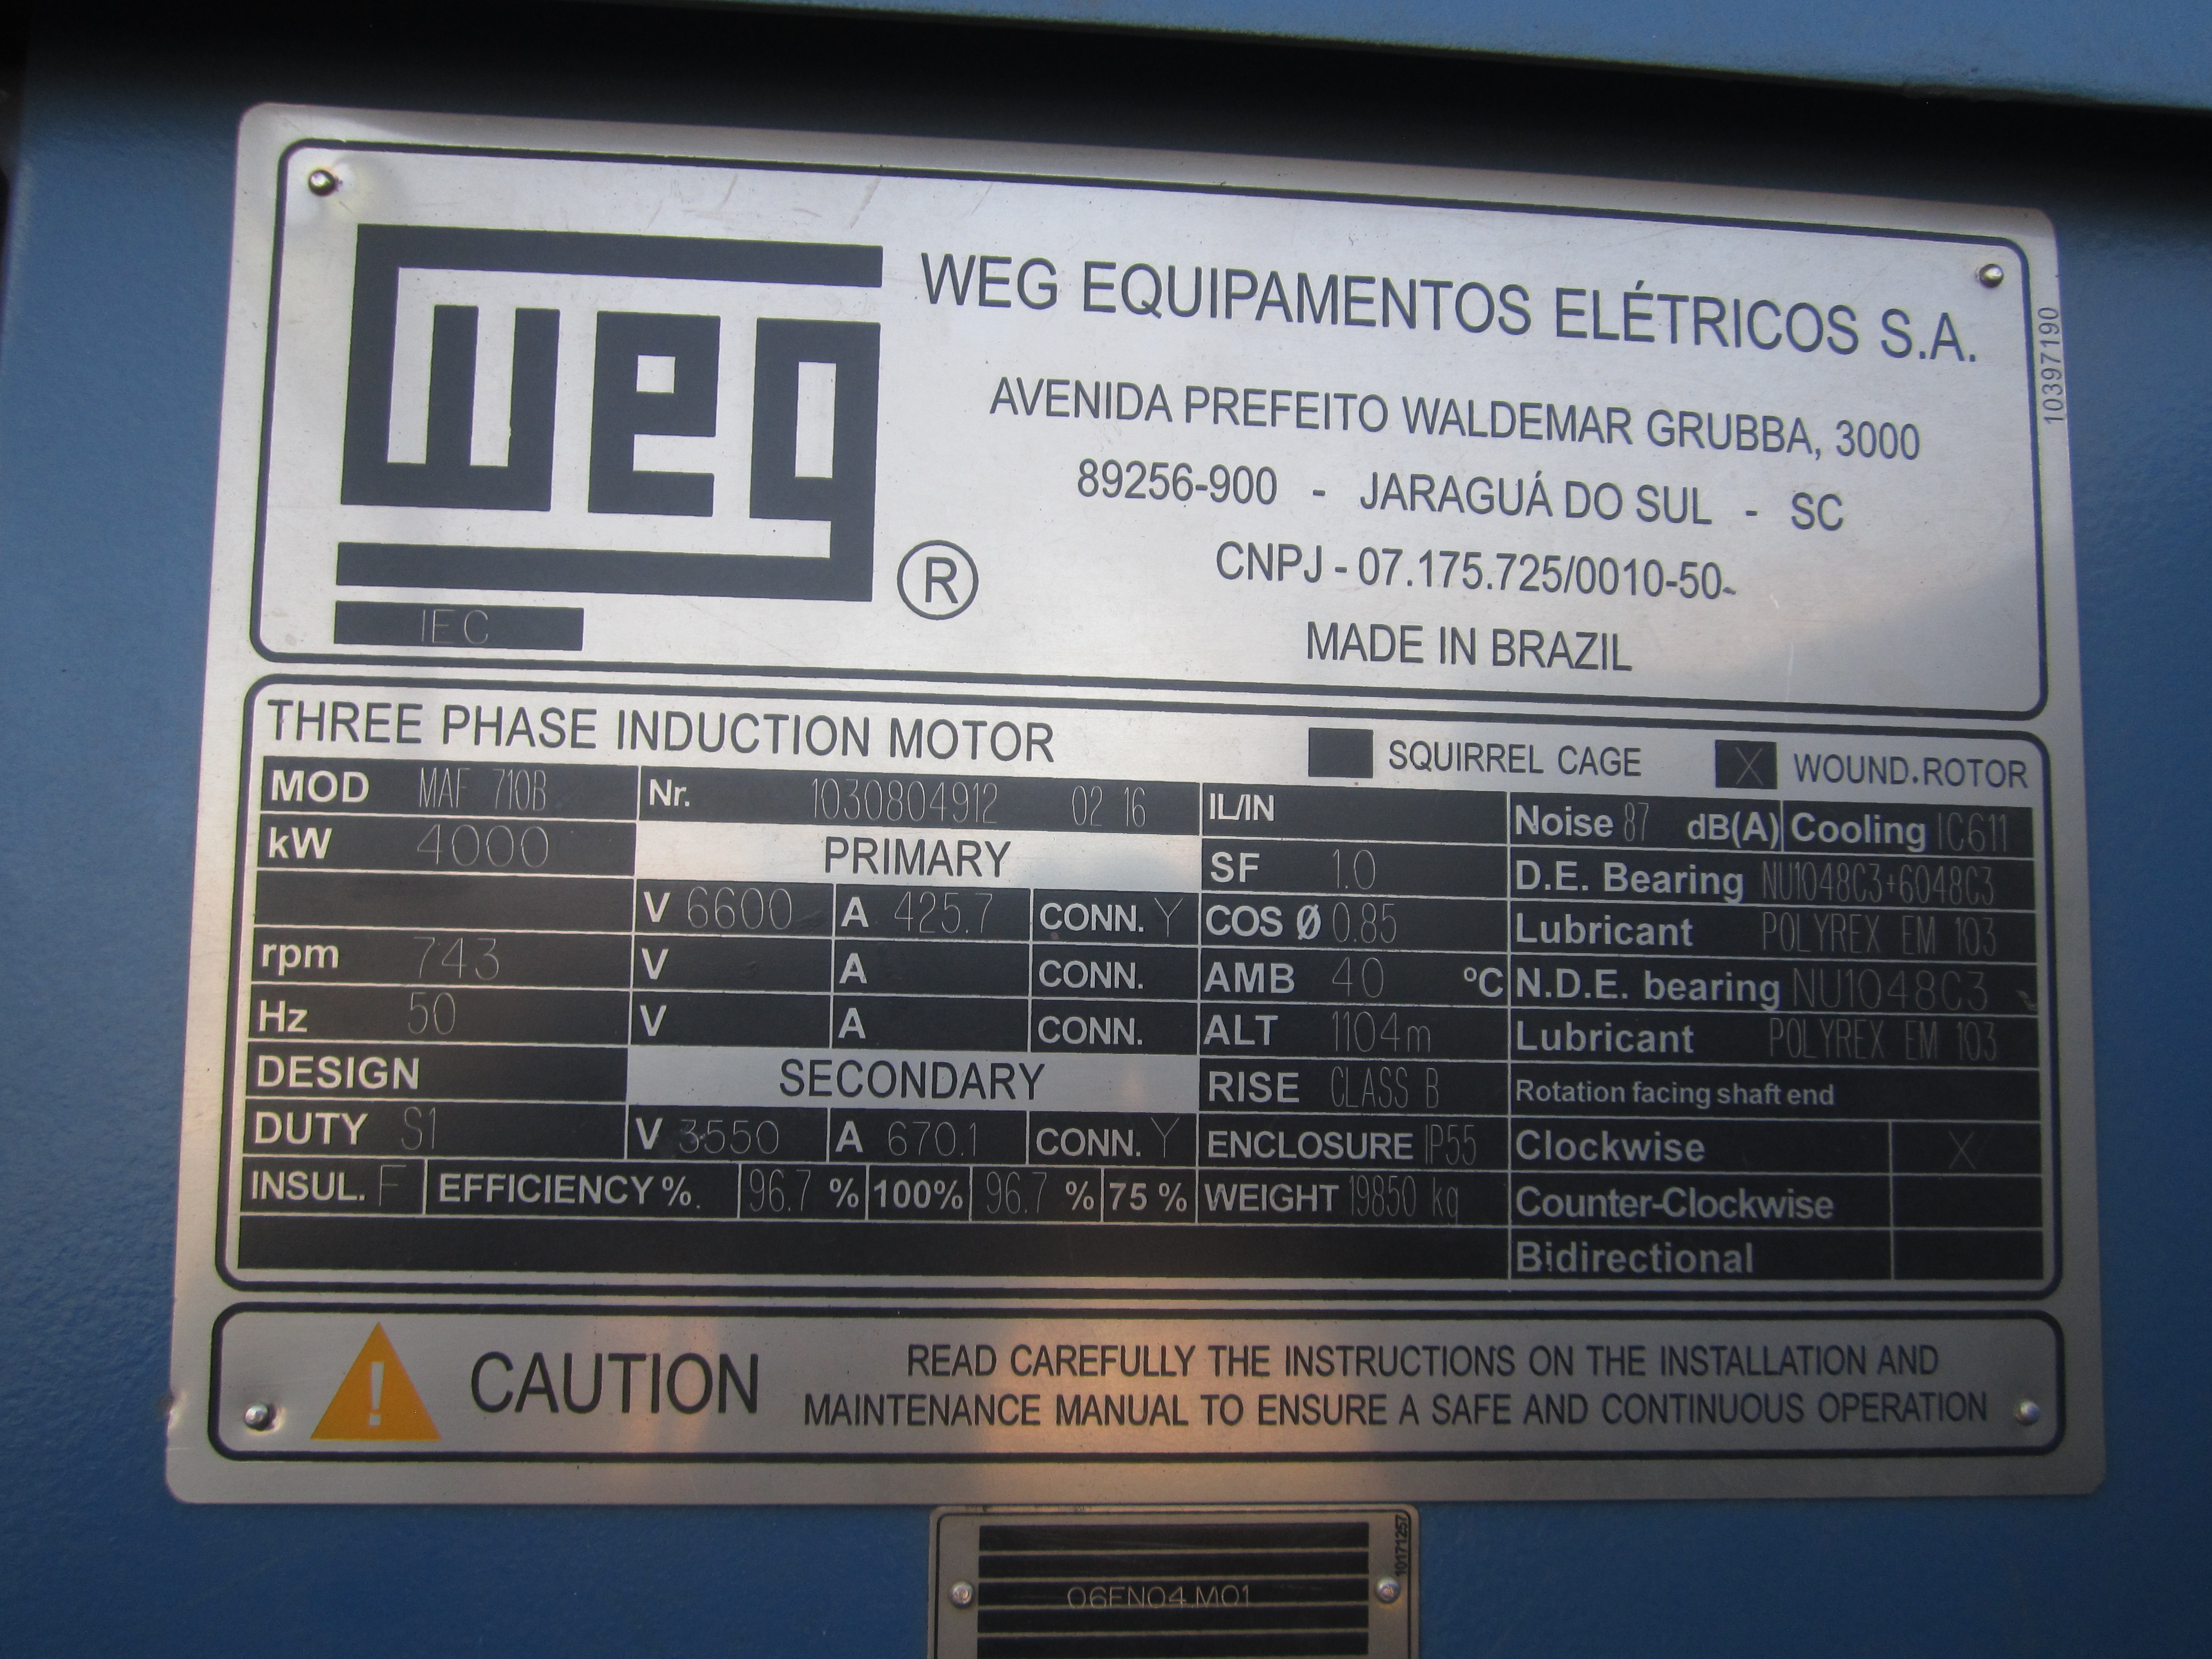 weg
®
IEC
WEG EQUIPAMENTOS ELÉTRICOS S.A.
AVENIDA PREFEITO WALDEMAR GRUBBA, 3000
89256-900 - JARAGUÁ DO SUL - SC
CNPJ - 07.175.725/0010-50-
MADE IN BRAZIL
10397190
THREE PHASE INDUCTION MOTOR SQUIRREL CAGE X WOUND.ROTOR
MOD MAF 710B Nr. 1030804912 02 16 IL/IN Noise 87 dB(A) Cooling IC611
kW 4000 PRIMARY SF 1.0 D.E. Bearing NU1048C3+6048C3
V 6600 A 425.7 CONN. Y COS Ø 0.85 Lubricant POLYREX EM 103
rpm 743 V A CONN. AMB 40 ºC N.D.E. bearing NU1048C3
Hz 50 V A CONN. ALT 1104m Lubricant POLYREX EM 103
DESIGN SECONDARY RISE CLASS B Rotation facing shaft end
DUTY S1 V 3550 A 670.1 CONN. Y ENCLOSURE IP55 Clockwise X
INSUL. F EFFICIENCY %. 96.7 % 100% 96.7 % 75 % WEIGHT 19850 kg Counter-Clockwise
Bidirectional
! CAUTION
READ CAREFULLY THE INSTRUCTIONS ON THE INSTALLATION AND
MAINTENANCE MANUAL TO ENSURE A SAFE AND CONTINUOUS OPERATION
10171257
06FN04.M01